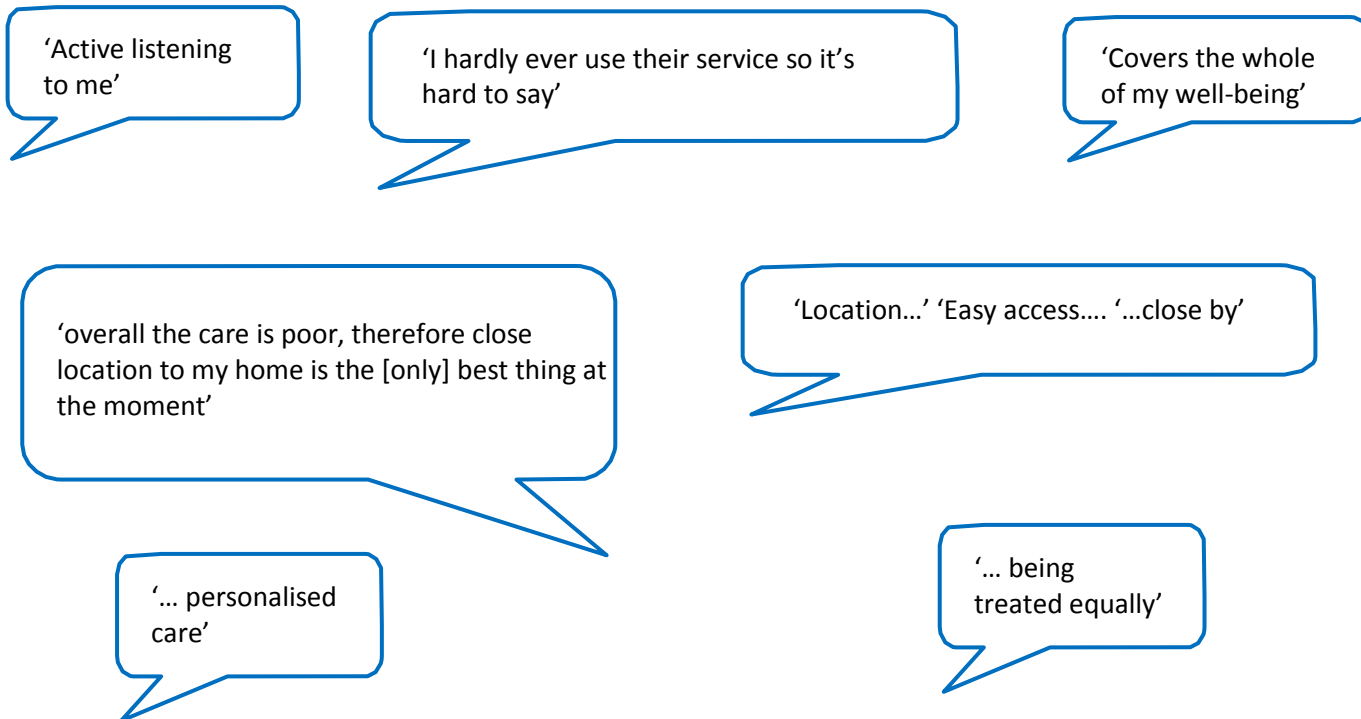 ‘Active listening
to me’
‘I hardly ever use their service so it’s
hard to say’
‘Covers the whole
of my well-being’
‘overall the care is poor, therefore close
location to my home is the [only] best thing at
the moment’
‘Location…’ ‘Easy access…. ‘…close by’
‘… personalised
care’
‘… being
treated equally’